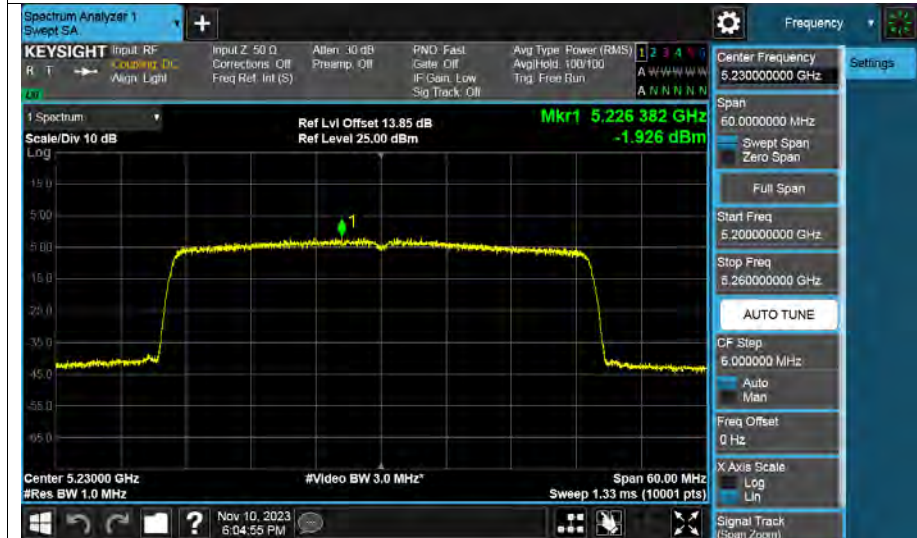 Spectrum Analyzer 1
Swept SA
+
Frequency
KEYSIGHT
R T
Input: RF
Coupling: DC
Align: Light
Input Z: 50 Ω
Corrections: Off
Freq Ref: Int (S)
Atten: 30 dB
Preamp: Off
PNO: Fast
Gate: Off
IF Gain: Low
Sig Track: Off
Avg Type: Power (RMS)
Avg|Hold: 100/100
Trig: Free Run
1 2 3 4 5 6
A W W W W W
A N N N N N
1 Spectrum
Scale/Div 10 dB
Log
Ref Lvl Offset 13.85 dB
Ref Level 25.00 dBm
Mkr1 5.226 382 GHz
-1.926 dBm
15.0
5.00
-5.00
-15.0
-25.0
-35.0
-45.0
-55.0
-65.0
1
Center 5.23000 GHz
#Res BW 1.0 MHz
#Video BW 3.0 MHz*
Span 60.00 MHz
Sweep 1.33 ms (10001 pts)
?
Nov 10, 2023
6:04:55 PM
Center Frequency
5.230000000 GHz
Span
60.0000000 MHz
Swept Span
Zero Span
Full Span
Start Freq
5.200000000 GHz
Stop Freq
5.260000000 GHz
AUTO TUNE
CF Step
6.000000 MHz
Auto
Man
Freq Offset
0 Hz
X Axis Scale
Log
Lin
Signal Track
(Span Zoom)
Settings